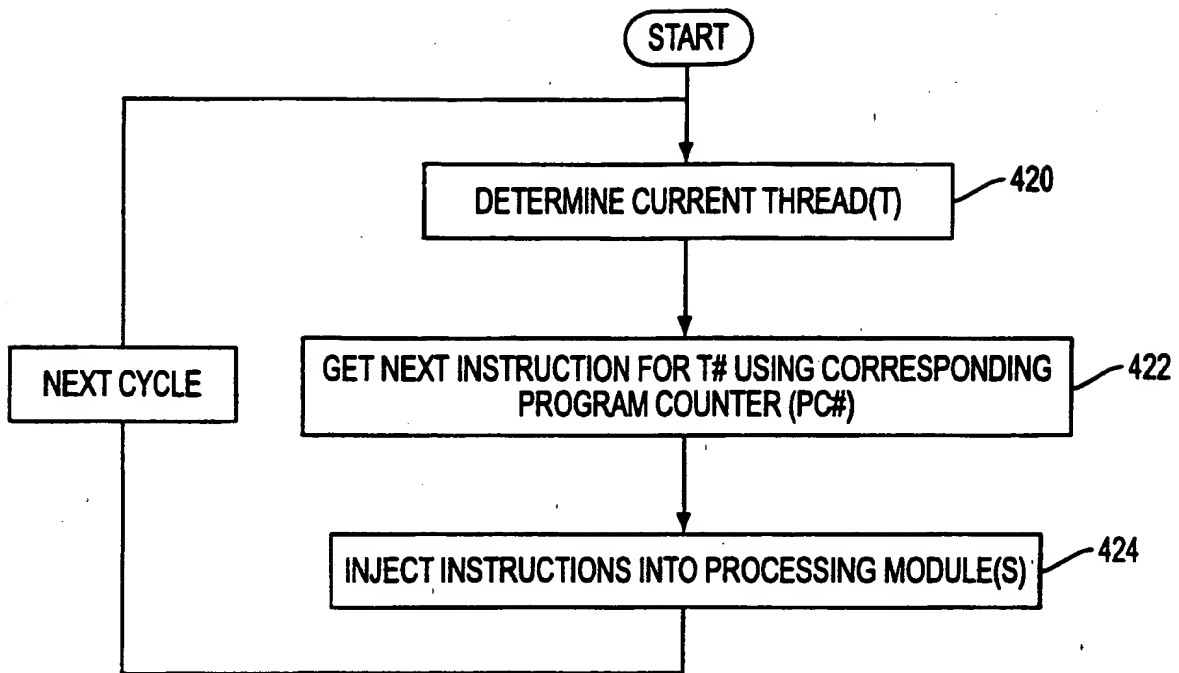 START
DETERMINE CURRENT THREAD(T)
420
NEXT CYCLE
GET NEXT INSTRUCTION FOR T# USING CORRESPONDING
PROGRAM COUNTER (PC#)
422
INJECT INSTRUCTIONS INTO PROCESSING MODULE(S)
424